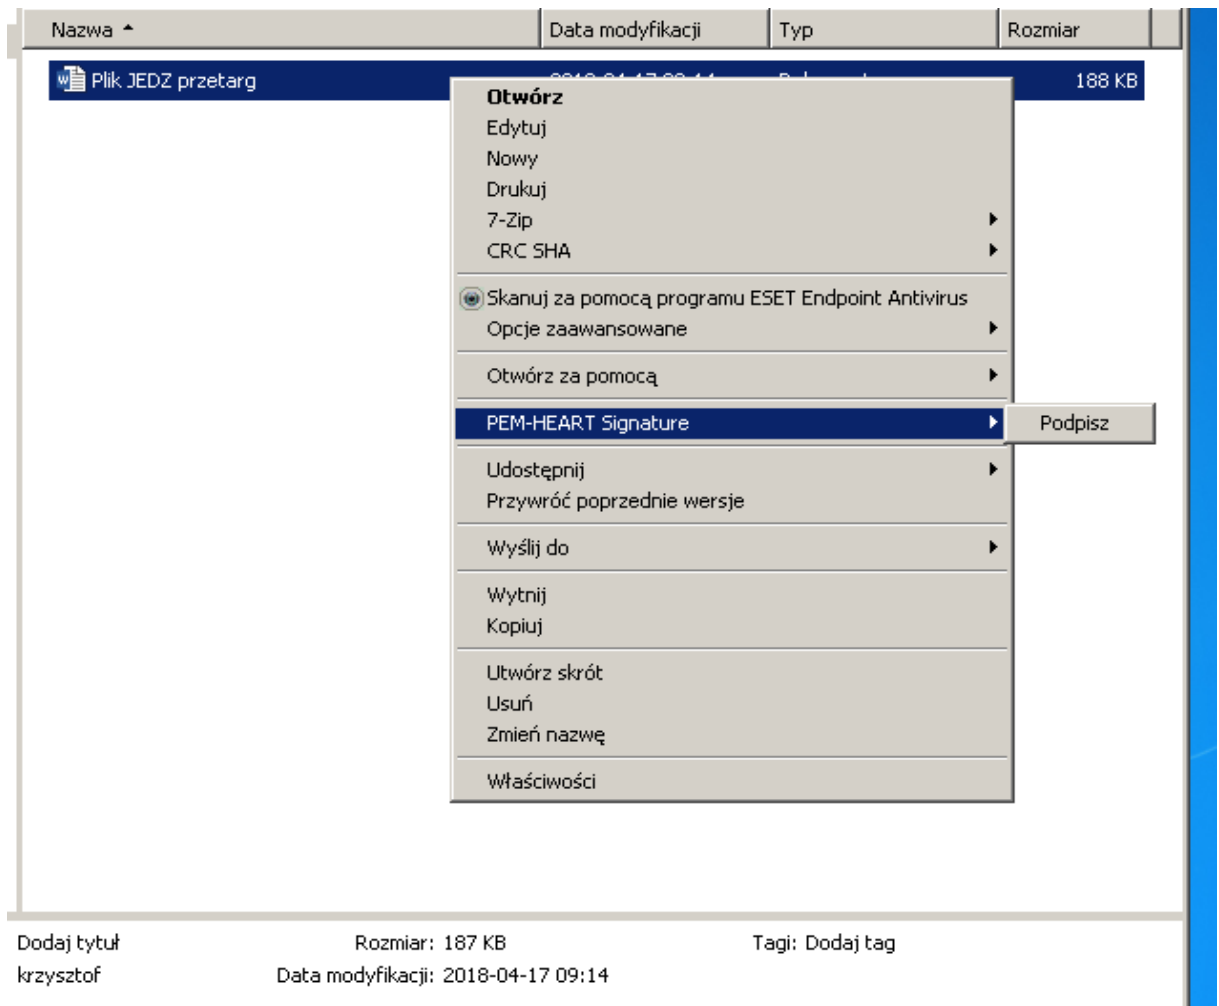 Nazwa Data modyfikacji Typ Rozmiar
Plik JEDZ przetarg 188 KB
Otwórz
Edytuj
Nowy
Drukuj
7-Zip
CRC SHA
Skanuj za pomocą programu ESET Endpoint Antivirus
Opcje zaawansowane
Otwórz za pomocą
PEM-HEART Signature Podpisz
Udostępnij
Przywróć poprzednie wersje
Wyślij do
Wytnij
Kopiuj
Utwórz skrót
Usuń
Zmień nazwę
Właściwości
Dodaj tytuł Rozmiar: 187 KB Tagi: Dodaj tag
krzysztof Data modyfikacji: 2018-04-17 09:14